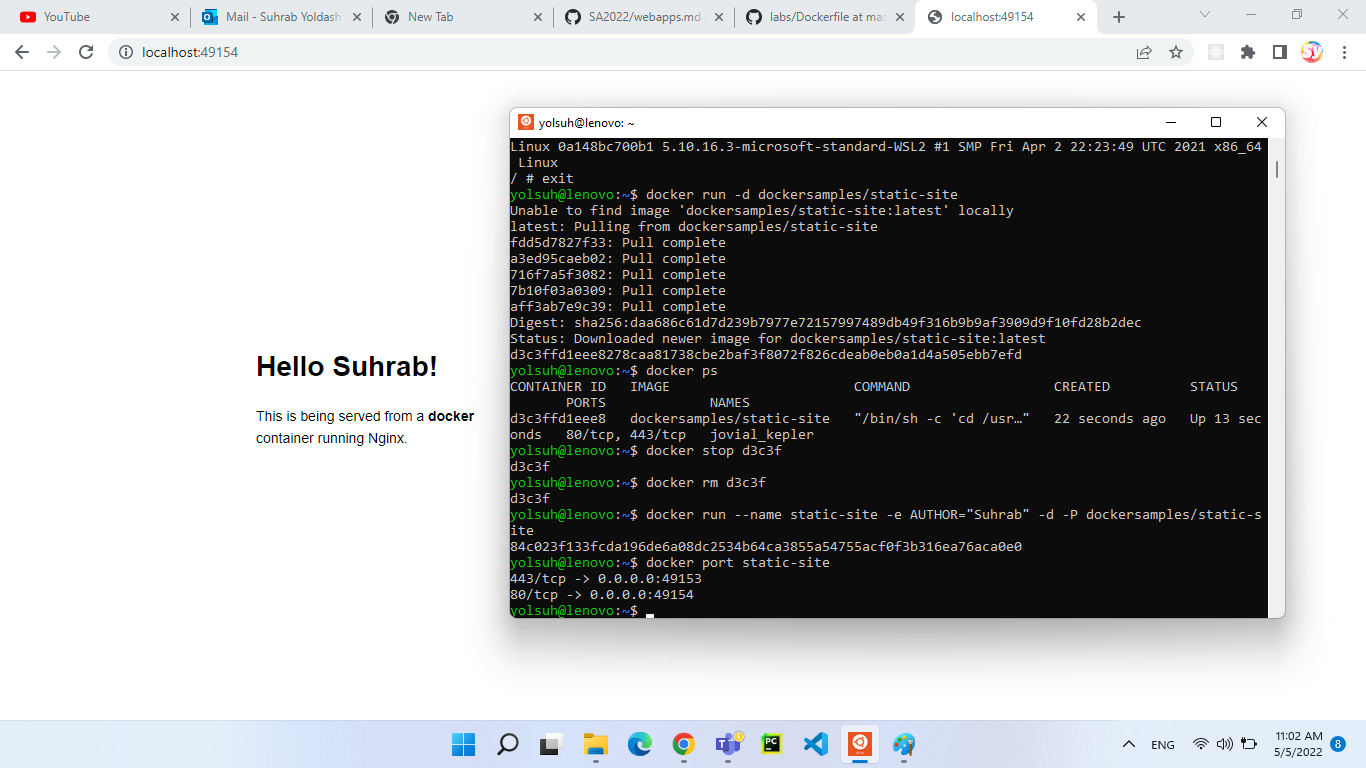 YouTube
Mail - Suhrab Yoldash
New Tab
SA2022/webapps.md
labs/Dockerfile at mas
localhost:49154
localhost:49154
yolsuh@lenovo: ~
Linux 0a148bc700b1 5.10.16.3-microsoft-standard-WSL2 #1 SMP Fri Apr 2 22:23:49 UTC 2021 x86_64
Linux
/ # exit
yolsuh@lenovo:~$ docker run -d dockersamples/static-site
Unable to find image 'dockersamples/static-site:latest' locally
latest: Pulling from dockersamples/static-site
fdd5d7827f33: Pull complete
a3ed95caeb02: Pull complete
716f7a5f3082: Pull complete
7b10f03a0309: Pull complete
aff3ab7e9c39: Pull complete
Digest: sha256:daa686c61d7d239b7977e72157997489db49f316b9b9af3909d9f10fd28b2dec
Status: Downloaded newer image for dockersamples/static-site:latest
d3c3ffd1eee8278caa81738cbe2baf3f8072f826cdeab0eb0a1d4a505ebb7efd
yolsuh@lenovo:~$ docker ps
CONTAINER ID   IMAGE                       COMMAND                  CREATED          STATUS
       PORTS             NAMES
d3c3ffd1eee8   dockersamples/static-site   "/bin/sh -c 'cd /usr…"   22 seconds ago   Up 13 sec
onds   80/tcp, 443/tcp   jovial_kepler
yolsuh@lenovo:~$ docker stop d3c3f
d3c3f
yolsuh@lenovo:~$ docker rm d3c3f
d3c3f
yolsuh@lenovo:~$ docker run --name static-site -e AUTHOR="Suhrab" -d -P dockersamples/static-s
ite
84c023f133fcda196de6a08dc2534b64ca3855a54755acf0f3b316ea76aca0e0
yolsuh@lenovo:~$ docker port static-site
443/tcp -> 0.0.0.0:49153
80/tcp -> 0.0.0.0:49154
yolsuh@lenovo:~$
Hello Suhrab!
This is being served from a docker
container running Nginx.
ENG
11:02 AM
5/5/2022
8